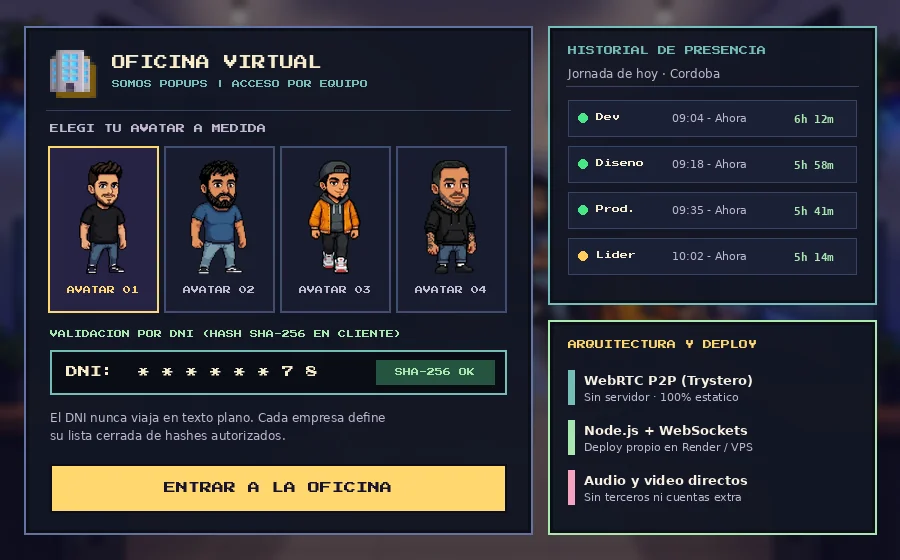 OFICINA VIRTUAL
SOMOS POPUPS | ACCESO POR EQUIPO
ELEGI TU AVATAR A MEDIDA
AVATAR 01
AVATAR 02
AVATAR 03
AVATAR 04
VALIDACION POR DNI (HASH SHA-256 EN CLIENTE)
DNI: * * * * * * 7 8
SHA-256 OK
El DNI nunca viaja en texto plano. Cada empresa define
su lista cerrada de hashes autorizados.
ENTRAR A LA OFICINA
HISTORIAL DE PRESENCIA
Jornada de hoy · Cordoba
Dev 09:04 - Ahora 6h 12m
Diseno 09:18 - Ahora 5h 58m
Prod. 09:35 - Ahora 5h 41m
Lider 10:02 - Ahora 5h 14m
ARQUITECTURA Y DEPLOY
WebRTC P2P (Trystero)
Sin servidor · 100% estatico
Node.js + WebSockets
Deploy propio en Render / VPS
Audio y video directos
Sin terceros ni cuentas extra